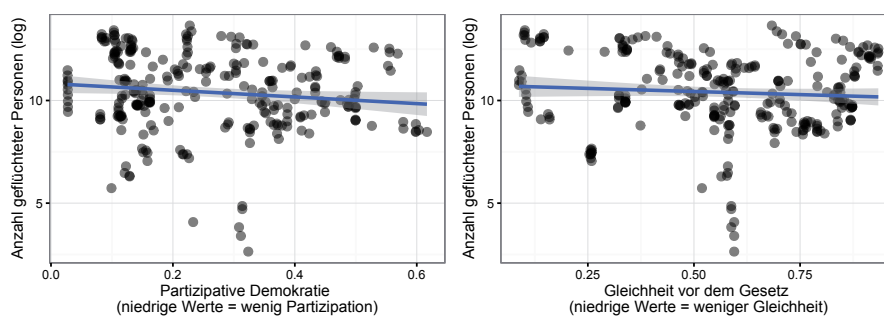 Anzahl geflüchteter Personen (log)
10
5
0.0 0.2 0.4 0.6
Partizipative Demokratie
(niedrige Werte = wenig Partizipation)
Anzahl geflüchteter Personen (log)
10
5
0.25 0.50 0.75
Gleichheit vor dem Gesetz
(niedrige Werte = weniger Gleichheit)